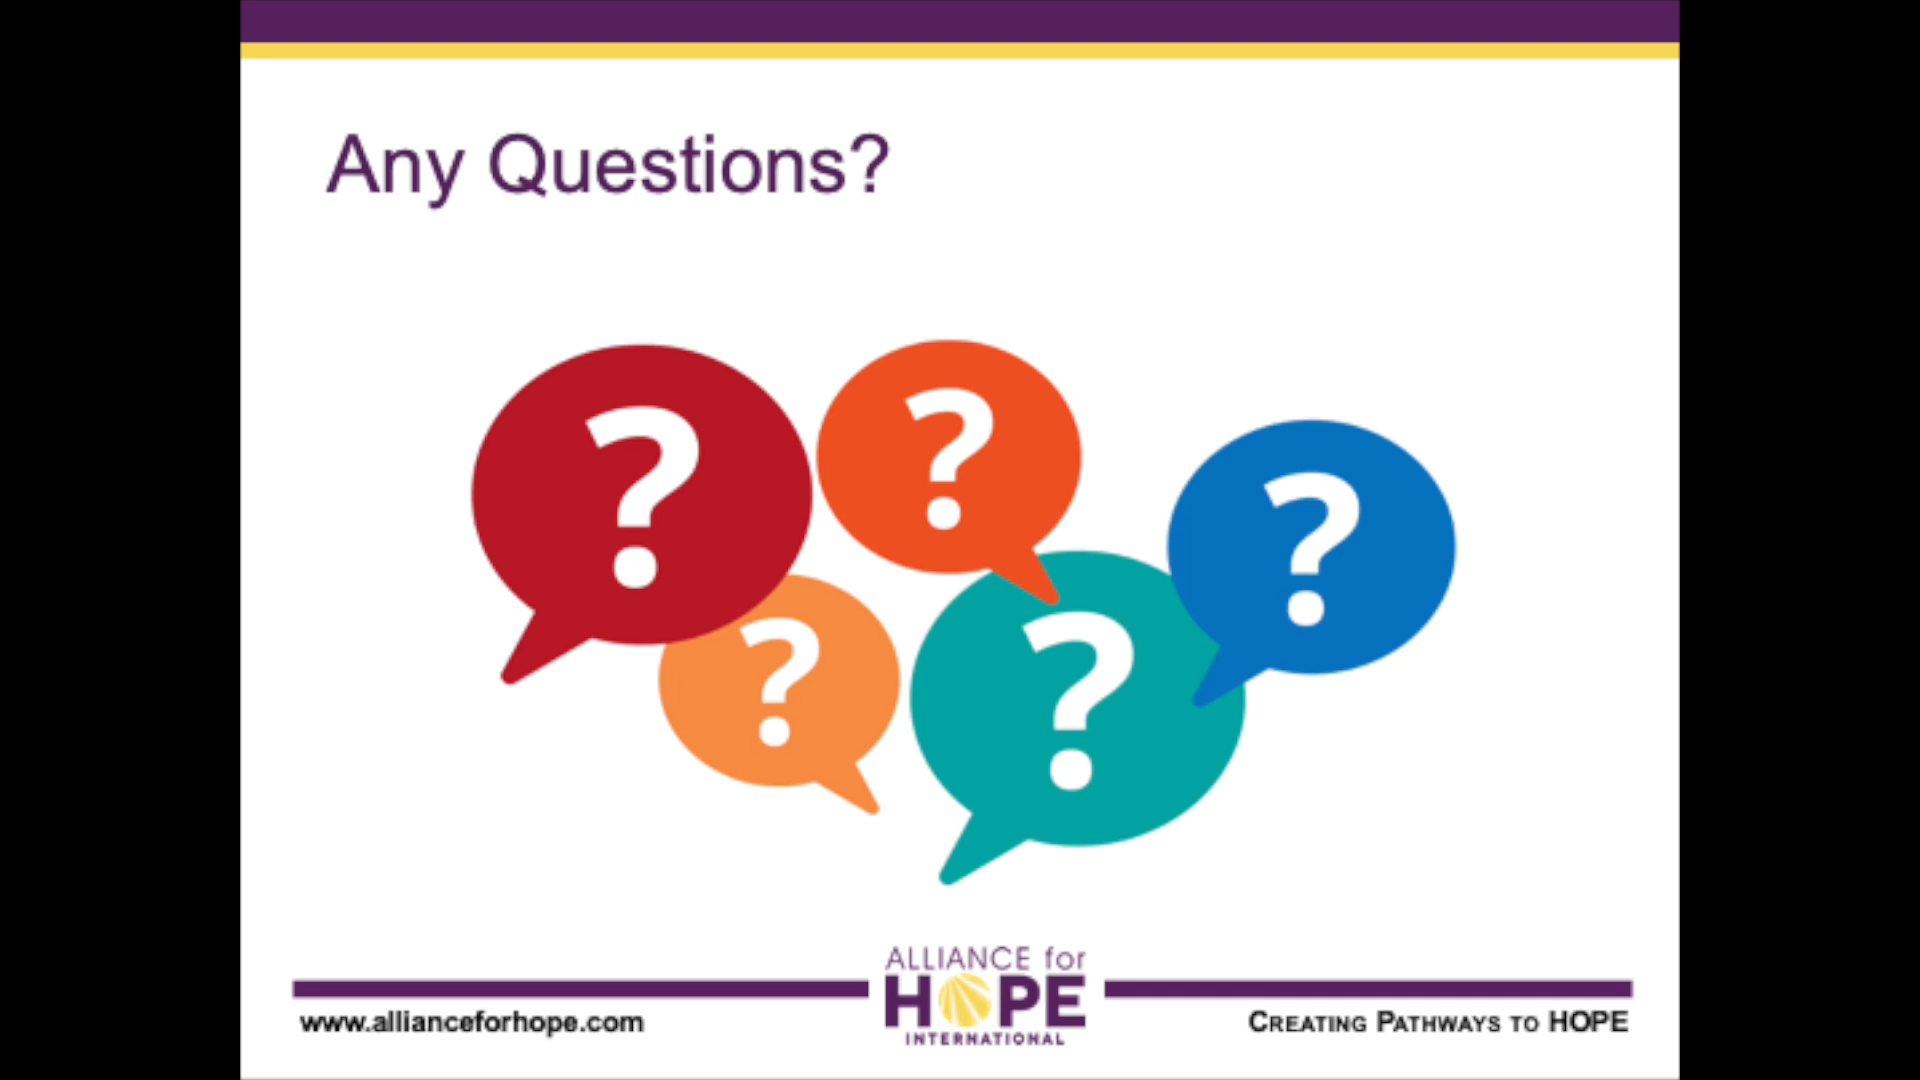 Any Questions?
?
?
?
?
?
ALLIANCE for
HOPE
INTERNATIONAL
www.allianceforhope.com
CREATING PATHWAYS TO HOPE